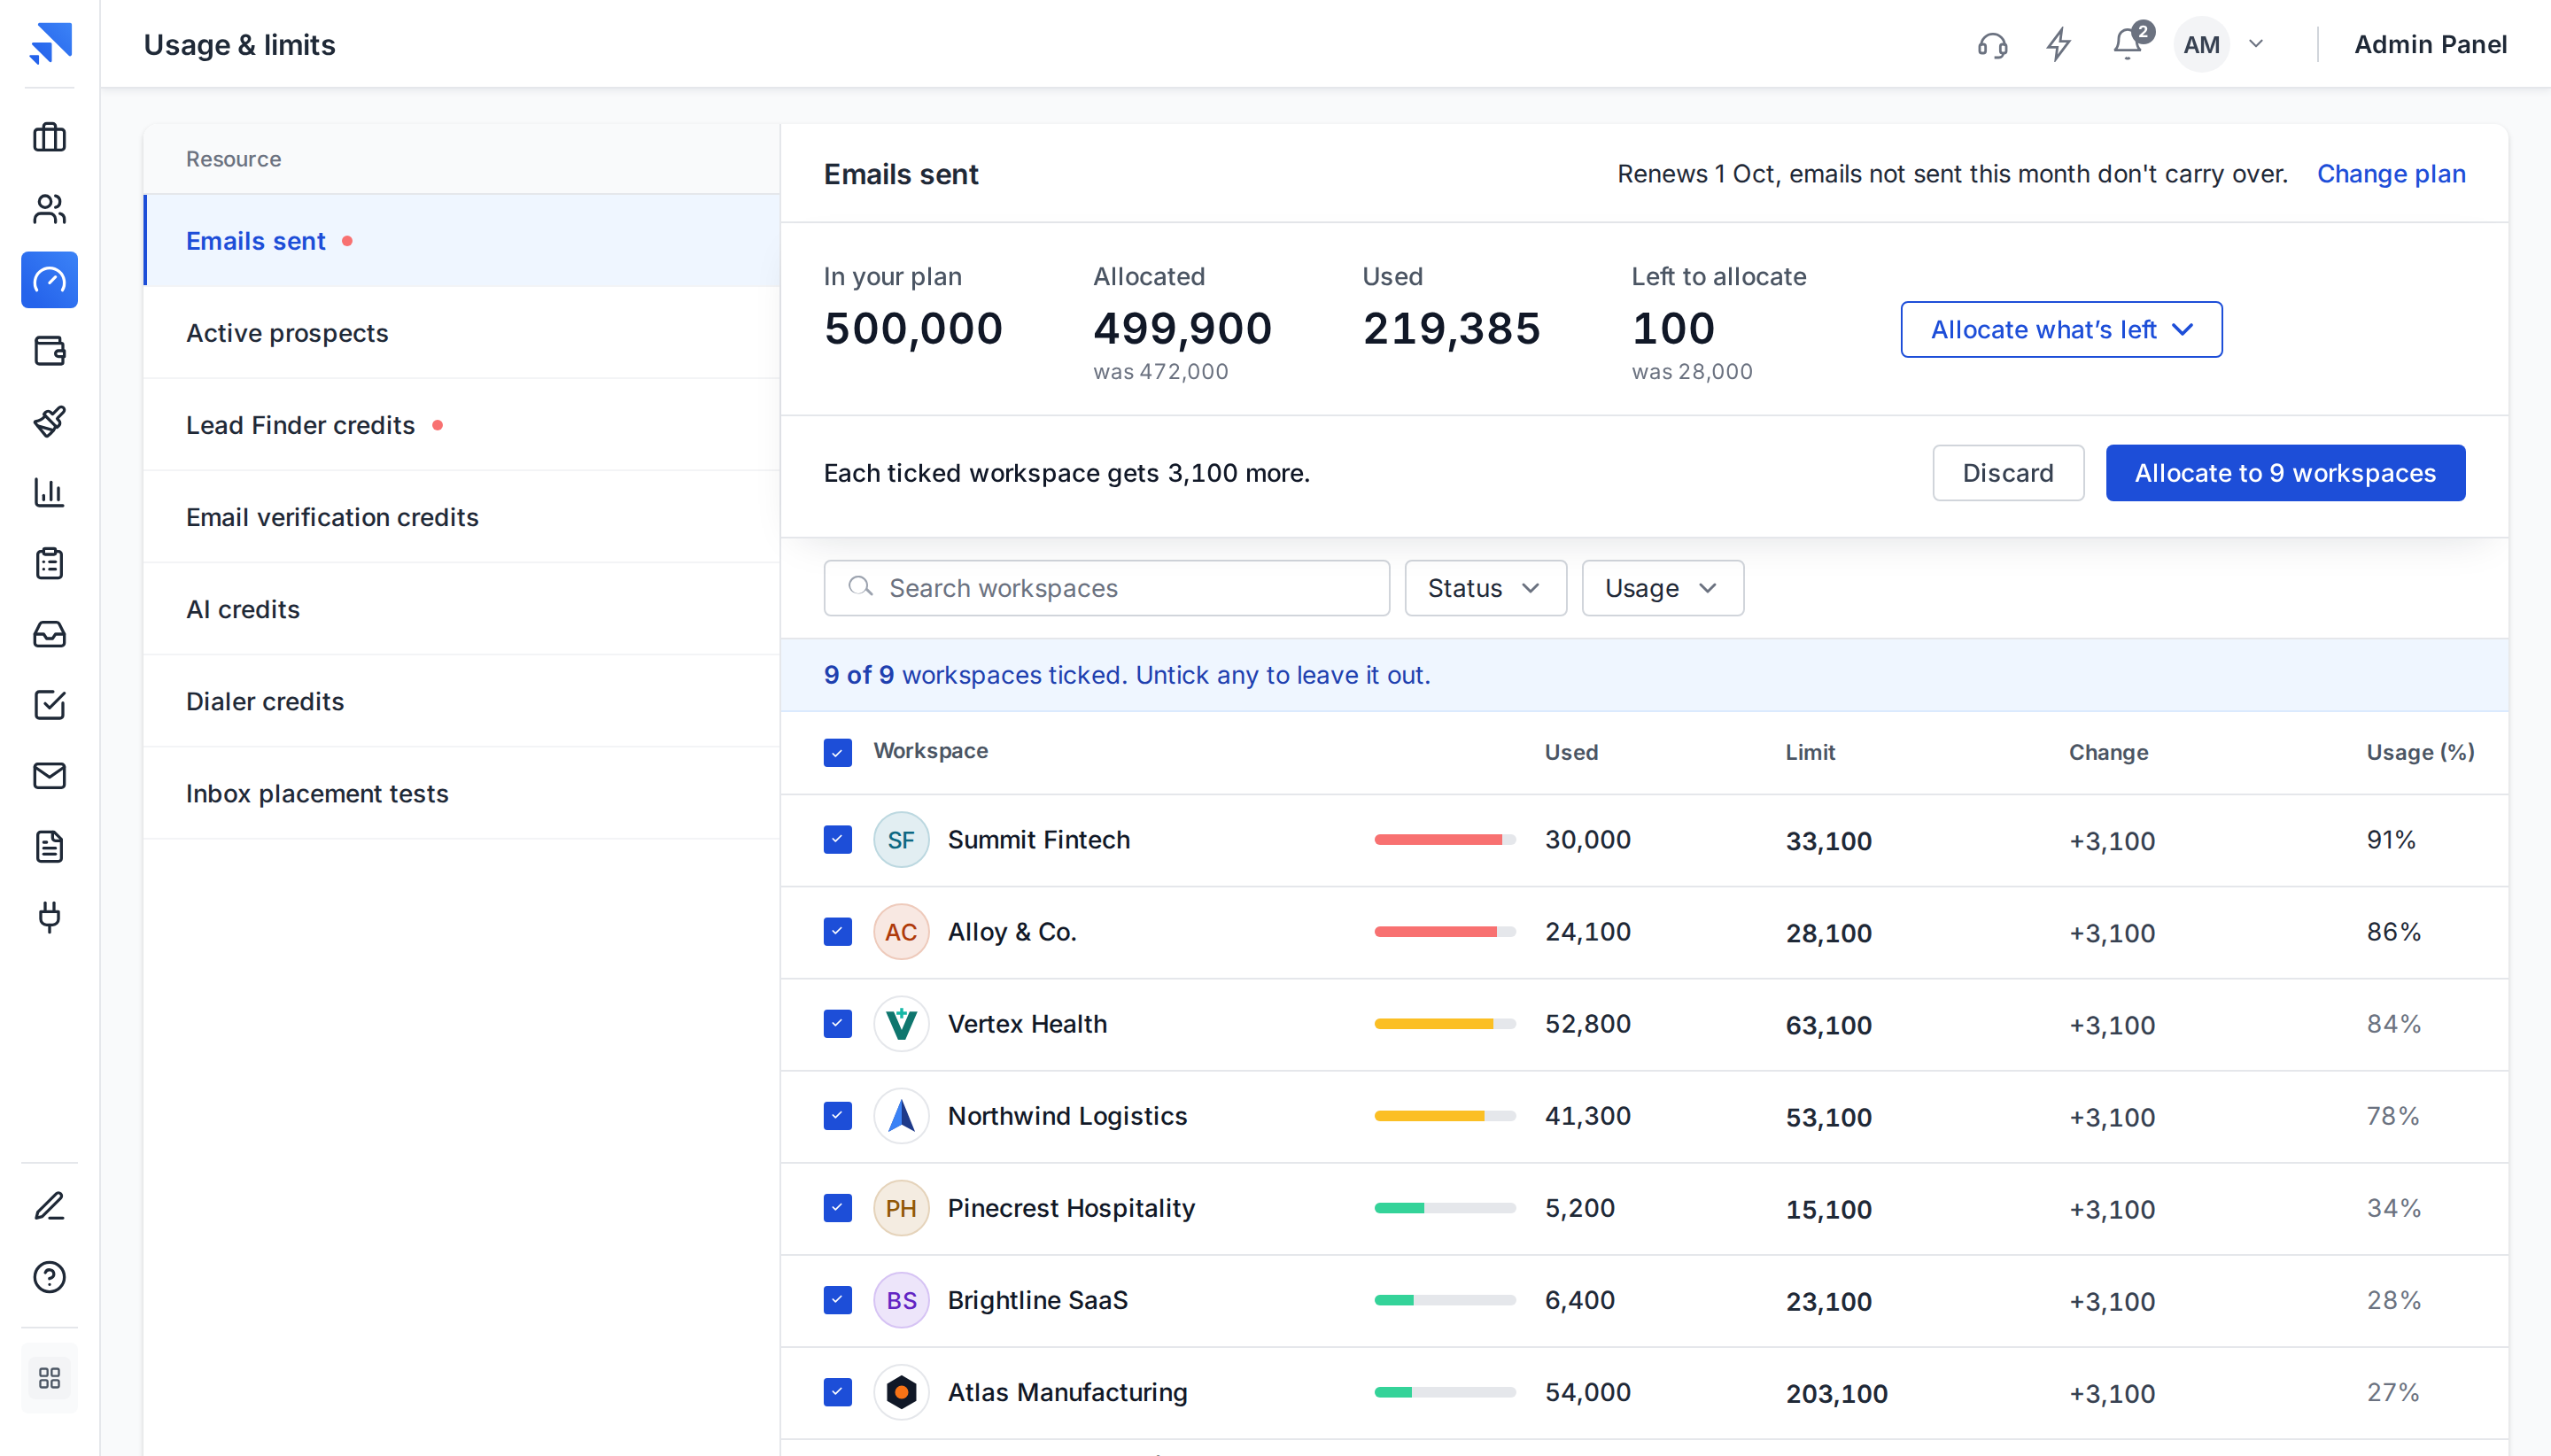 Usage & limits
2
AM
Admin Panel
Resource
Emails sent
Active prospects
Lead Finder credits
Email verification credits
AI credits
Dialer credits
Inbox placement tests
Emails sent
Renews 1 Oct, emails not sent this month don't carry over.
Change plan
In your plan
500,000
Allocated
499,900
was 472,000
Used
219,385
Left to allocate
100
was 28,000
Allocate what’s left
Each ticked workspace gets 3,100 more.
Discard
Allocate to 9 workspaces
Search workspaces
Status
Usage
9 of 9 workspaces ticked. Untick any to leave it out.
Workspace Used Limit Change Usage (%)
SF Summit Fintech 30,000 33,100 +3,100 91%
AC Alloy & Co. 24,100 28,100 +3,100 86%
Vertex Health 52,800 63,100 +3,100 84%
Northwind Logistics 41,300 53,100 +3,100 78%
PH Pinecrest Hospitality 5,200 15,100 +3,100 34%
BS Brightline SaaS 6,400 23,100 +3,100 28%
Atlas Manufacturing 54,000 203,100 +3,100 27%